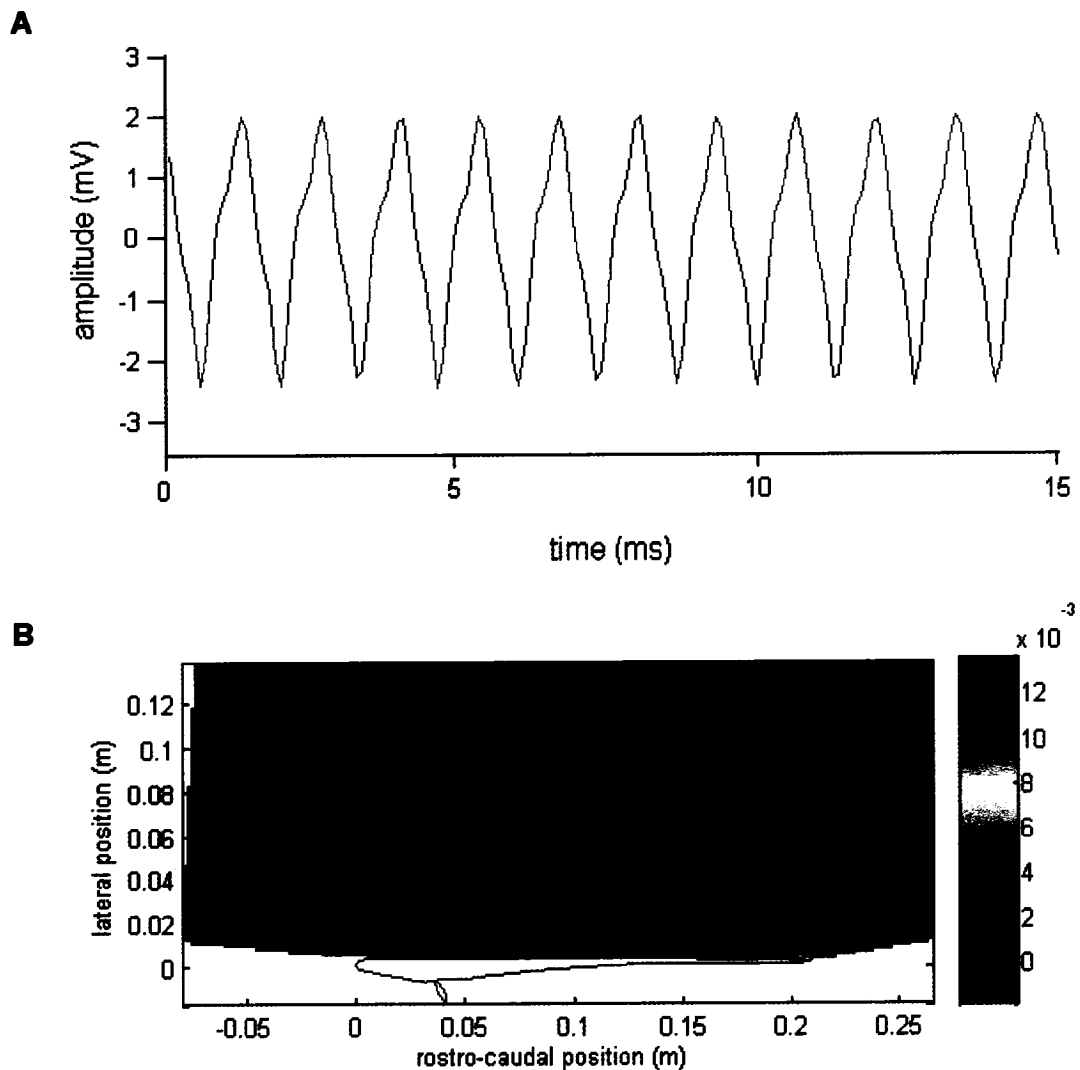 A
3
2
1
0
-1
-2
-3
amplitude (mV)
0 5 10 15
time (ms)
B
x 10 -3
0.12
0.1
0.08
0.06
0.04
0.02
0
lateral position (m)
-0.05 0 0.05 0.1 0.15 0.2 0.25
rostro-caudal position (m)
12
10
8
6
4
2
0